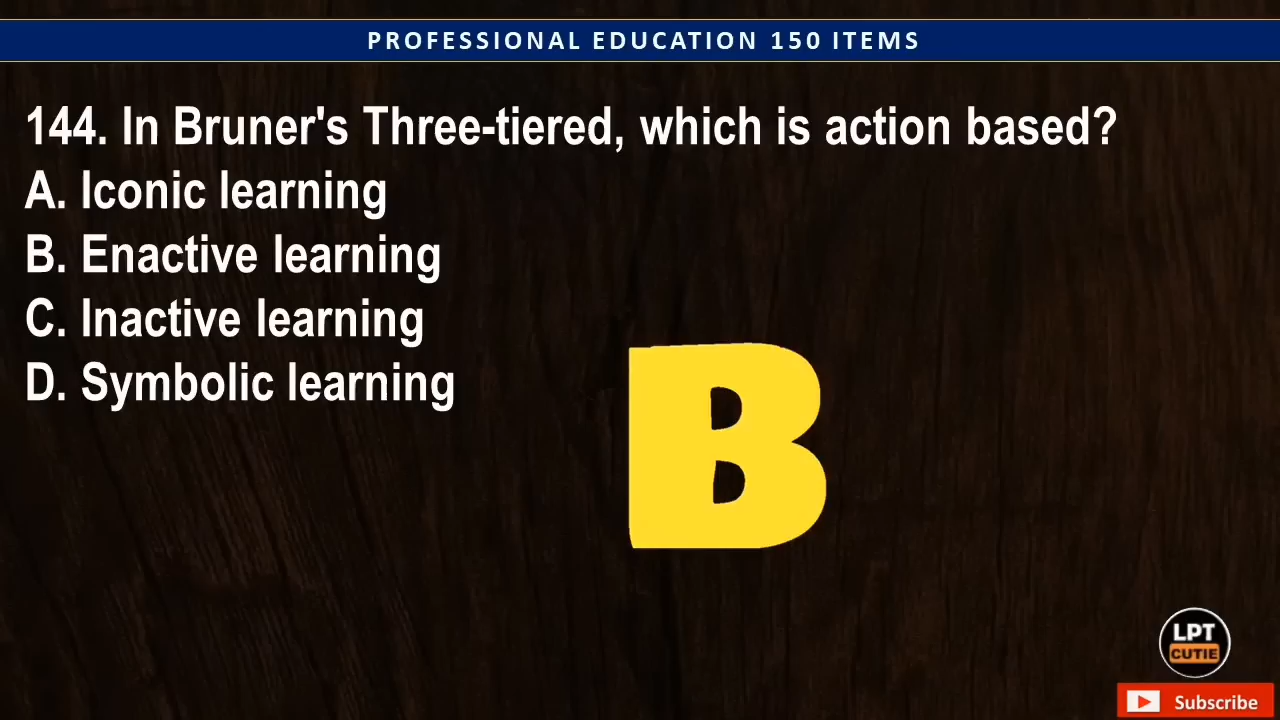 PROFESSIONAL EDUCATION 150 ITEMS
144. In Bruner's Three-tiered, which is action based?
A. Iconic learning
B. Enactive learning
C. Inactive learning
D. Symbolic learning
B
LPT
CUTIE
Subscribe